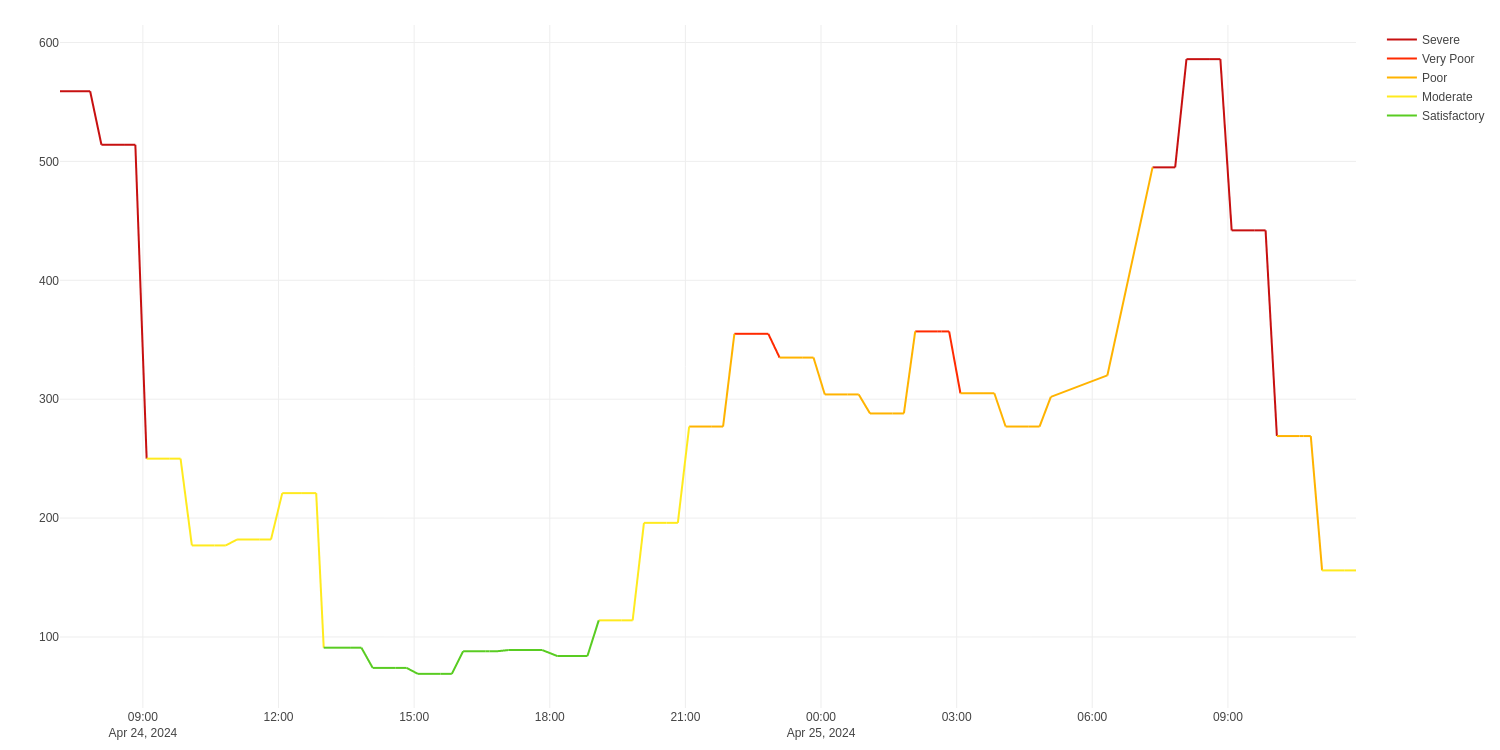 600
500
400
300
200
100
09:00
Apr 24, 2024
12:00
15:00
18:00
21:00
00:00
Apr 25, 2024
03:00
06:00
09:00
Severe
Very Poor
Poor
Moderate
Satisfactory